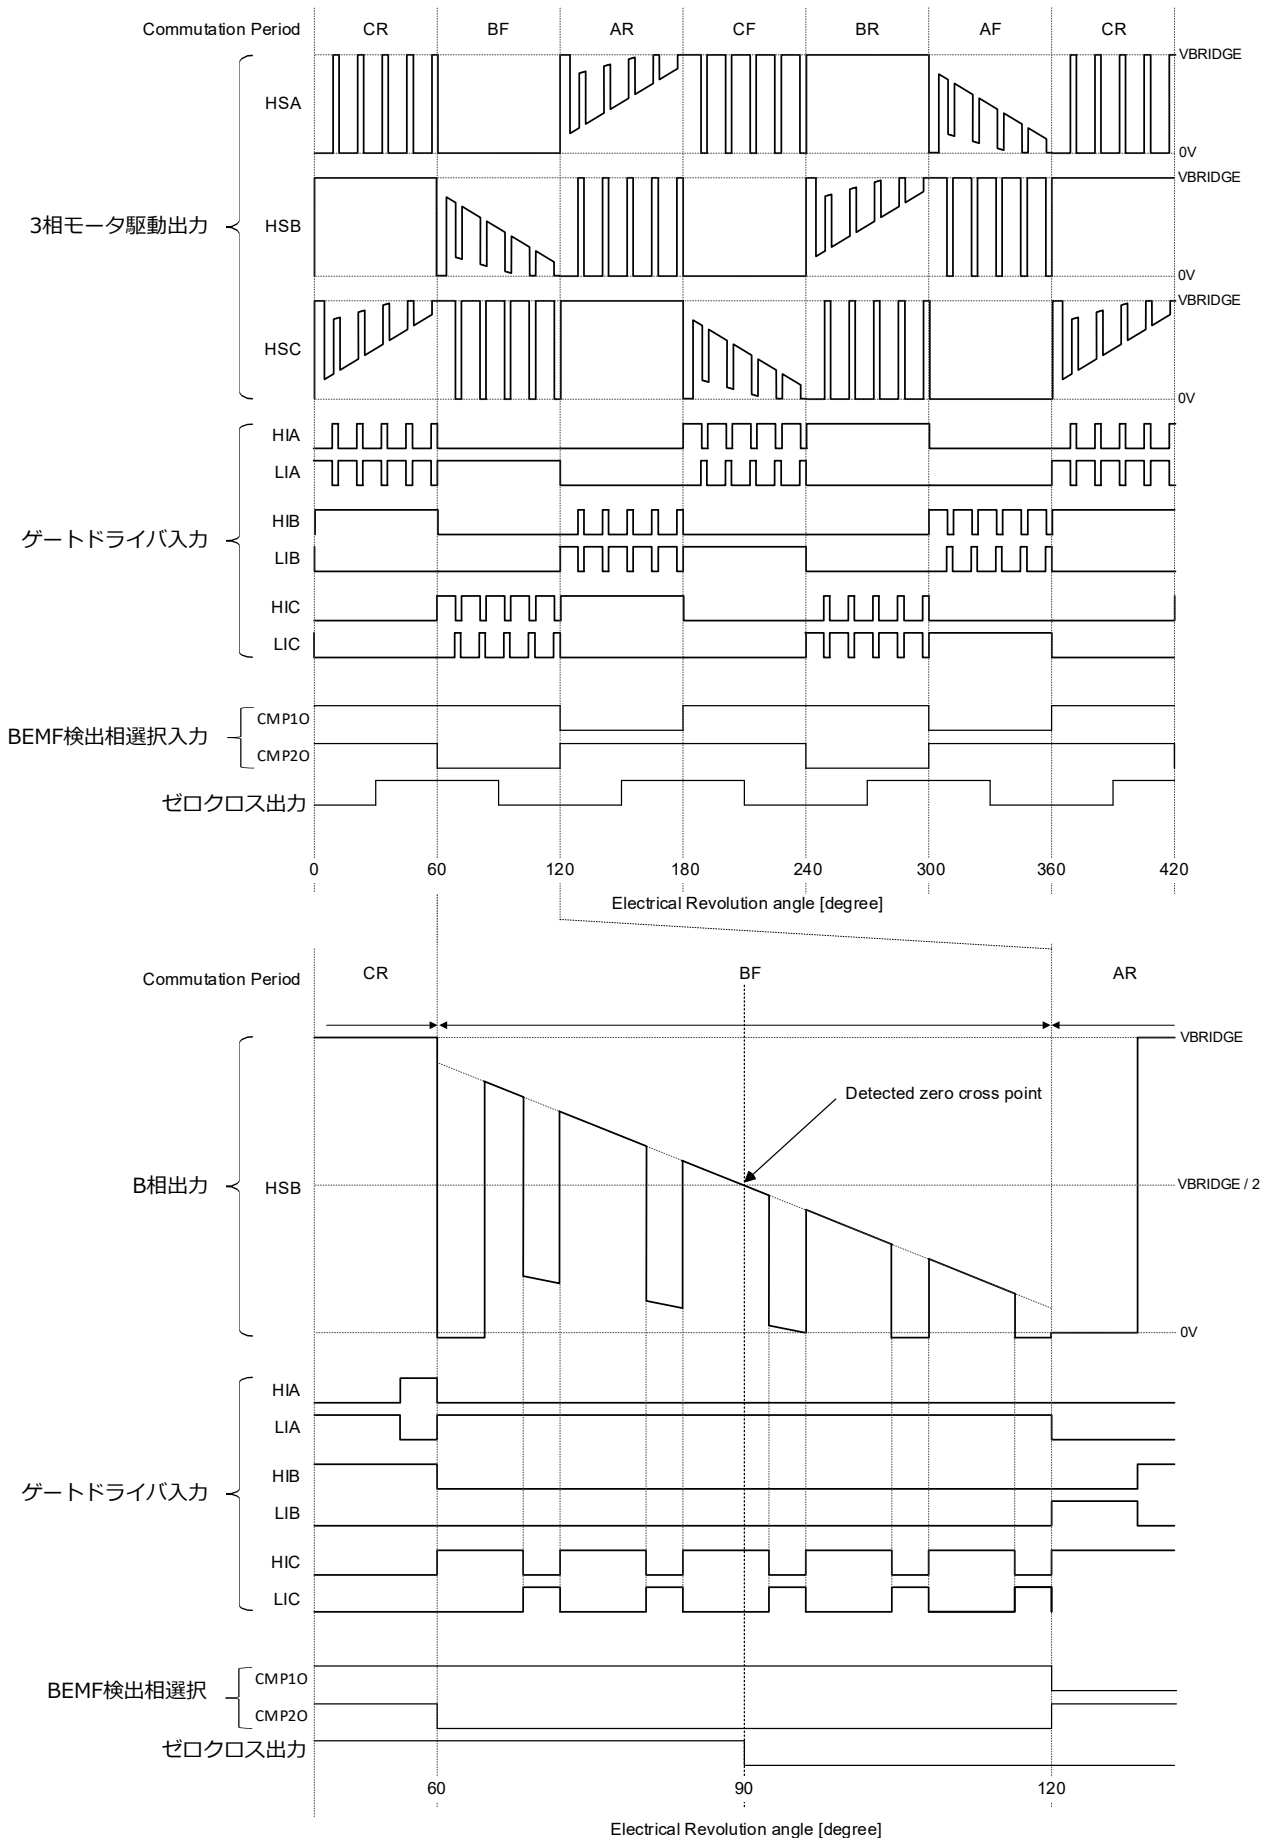 Commutation Period CR BF AR CF BR AF CR
VBRIDGE
HSA
0V
VBRIDGE
3相モータ駆動出力 HSB
0V
VBRIDGE
HSC
0V
HIA
LIA
HIB
ゲートドライバ入力
LIB
HIC
LIC
CMP1O
BEMF検出相選択入力
CMP2O
ゼロクロス出力
0 60 120 180 240 300 360 420
Electrical Revolution angle [degree]
Commutation Period CR BF AR
VBRIDGE
Detected zero cross point
B相出力 HSB VBRIDGE / 2
0V
HIA
LIA
HIB
ゲートドライバ入力
LIB
HIC
LIC
CMP1O
BEMF検出相選択
CMP2O
ゼロクロス出力
60 90 120
Electrical Revolution angle [degree]